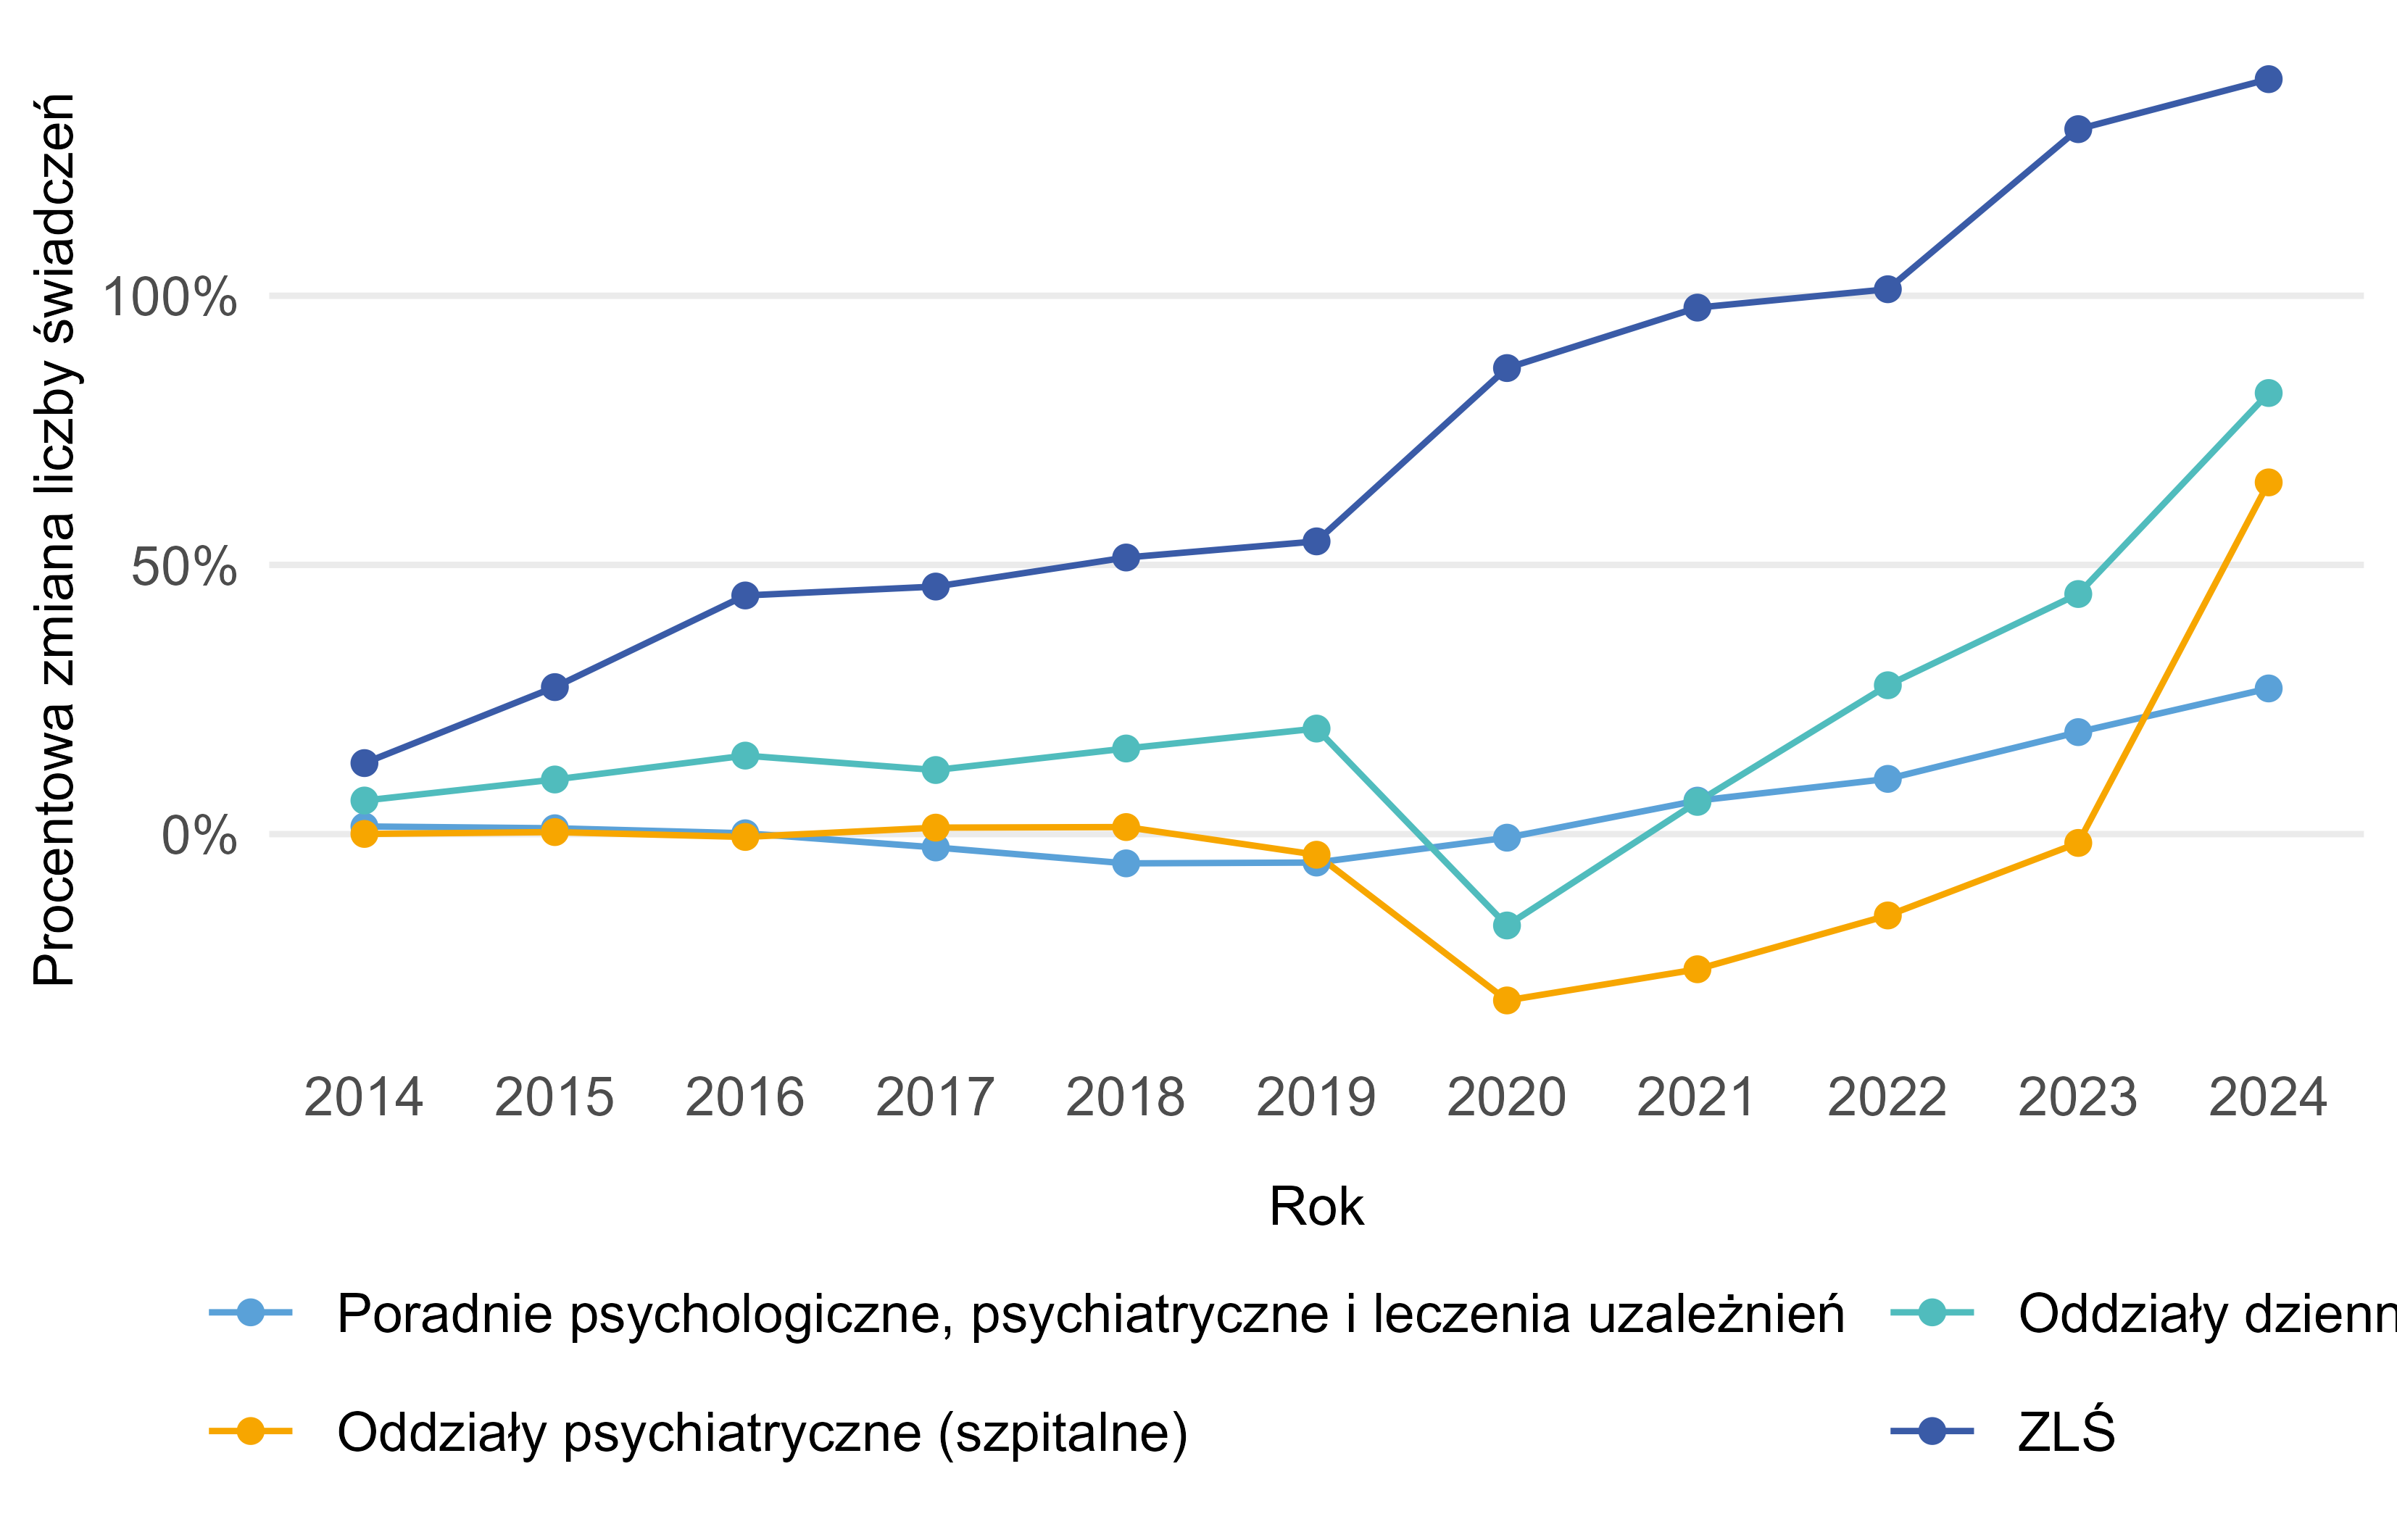 Procentowa zmiana liczby świadczeń
100%
50%
0%
2014 2015 2016 2017 2018 2019 2020 2021 2022 2023 2024
Rok
Poradnie psychologiczne, psychiatryczne i leczenia uzależnień
Oddziały
Oddziały psychiatryczne (szpitalne)
ZLŚ